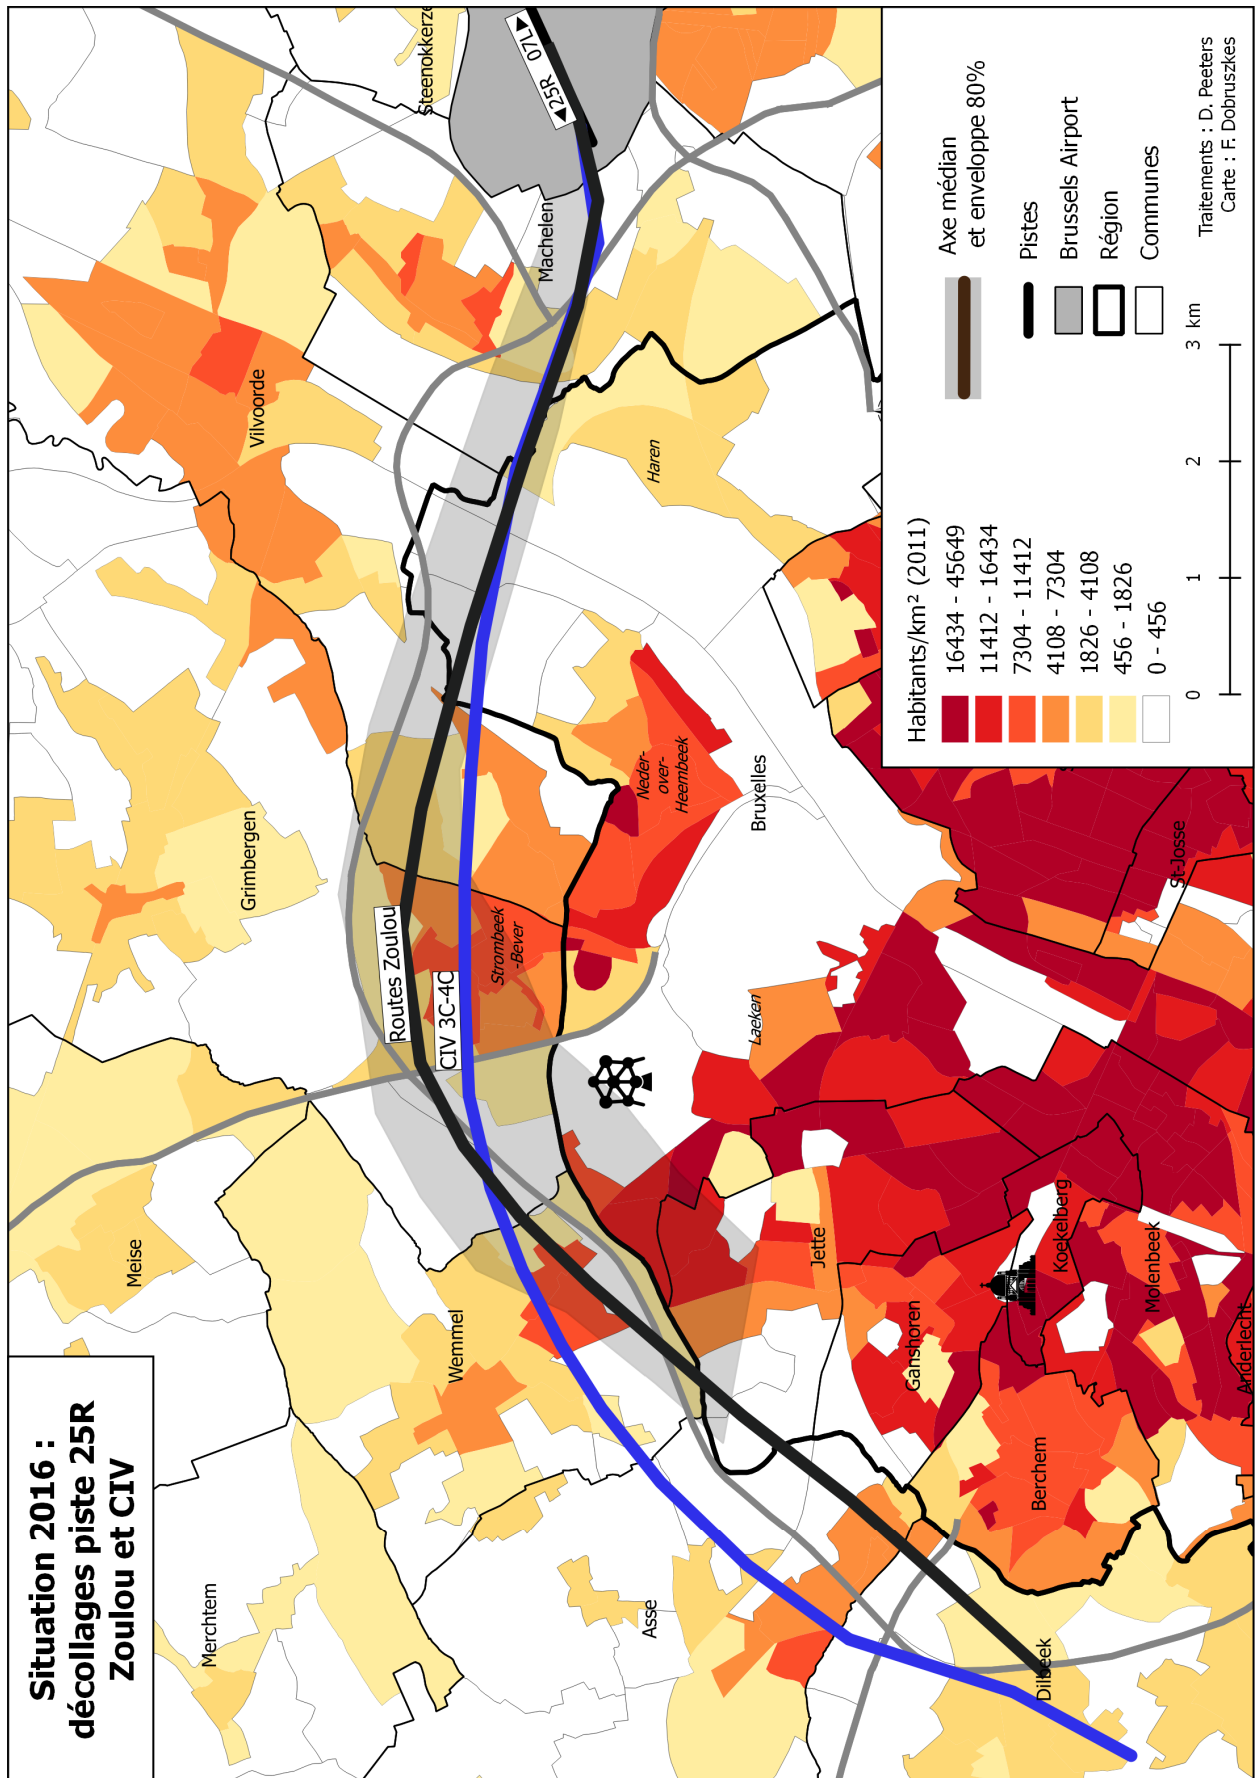 Situation 2016 :
décollages piste 25R
Zoulou et CIV
Merchtem
Meise
Grimbergen
Vilvoorde
Steenokkerze
◀25R 07L▶
Machelen
Wemmel
Routes Zoulou
CIV 3C-4C
Strombeek
-Bever
Asse
Haren
Neder-
over-
Heembeek
Bruxelles
Laeken
Jette
Ganshoren
Koekelberg
Berchem
Dilbeek
Molenbeek
St-Josse
Anderlecht
Habitants/km² (2011)
16434 - 45649
11412 - 16434
7304 - 11412
4108 - 7304
1826 - 4108
456 - 1826
0 - 456
Axe médian
et enveloppe 80%
Pistes
Brussels Airport
Région
Communes
0 1 2 3 km
Traitements : D. Peeters
Carte : F. Dobruszkes